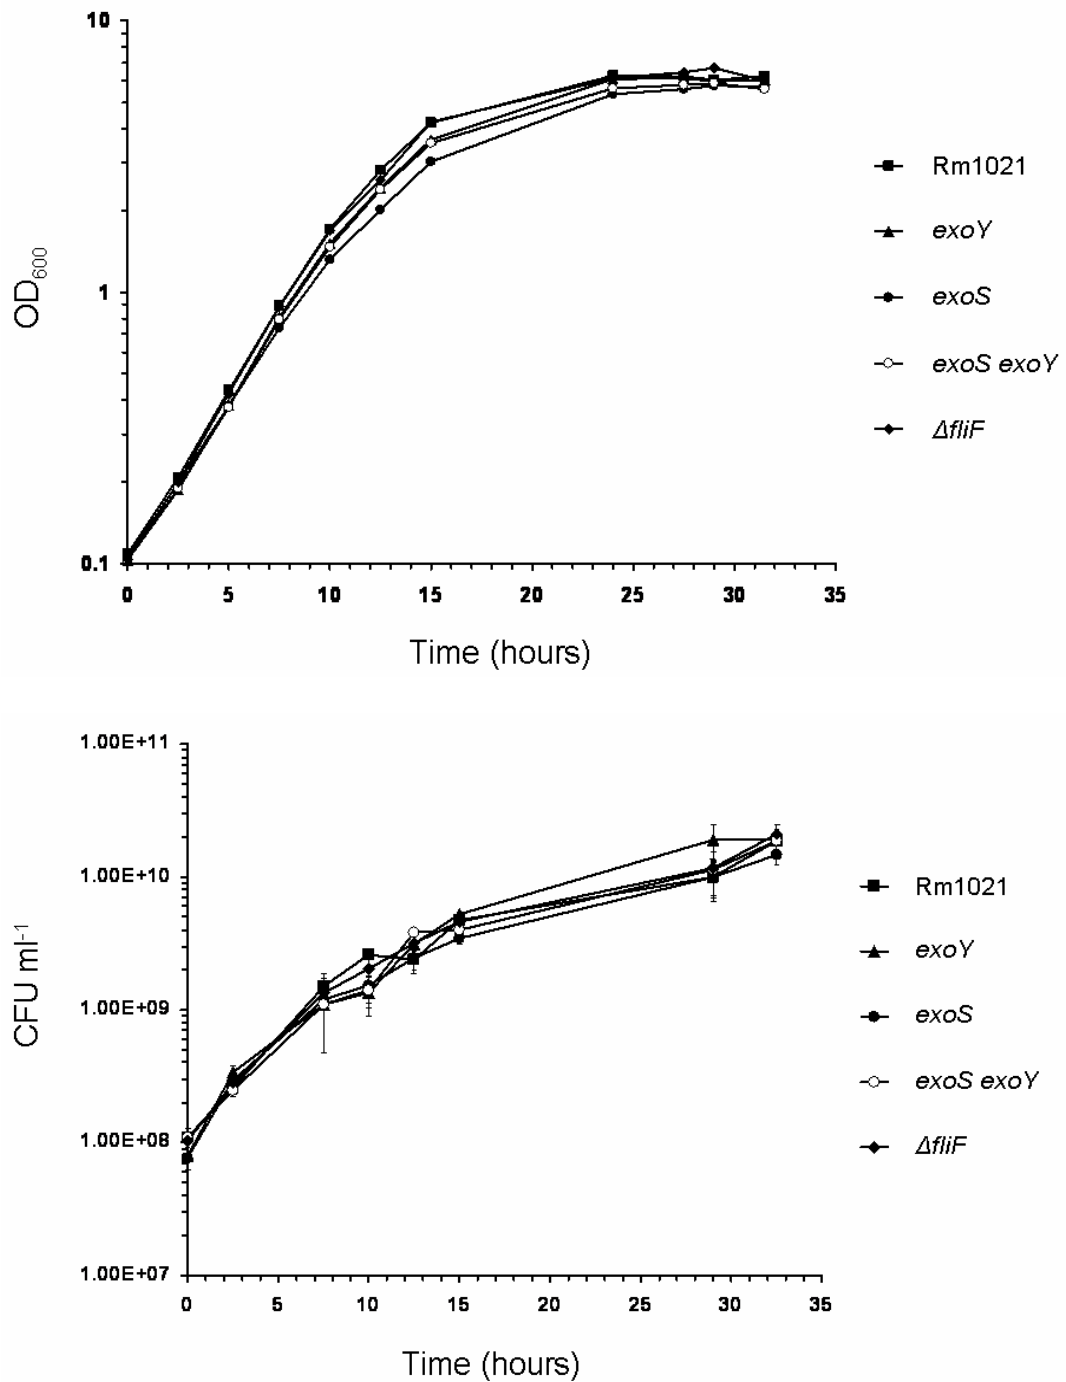 10
1
0.1
OD600
0 5 10 15 20 25 30 35
Time (hours)
Rm1021
exoY
exoS
exoS exoY
ΔfliF
1.00E+11
1.00E+10
1.00E+09
1.00E+08
1.00E+07
CFU ml-1
0 5 10 15 20 25 30 35
Time (hours)
Rm1021
exoY
exoS
exoS exoY
ΔfliF